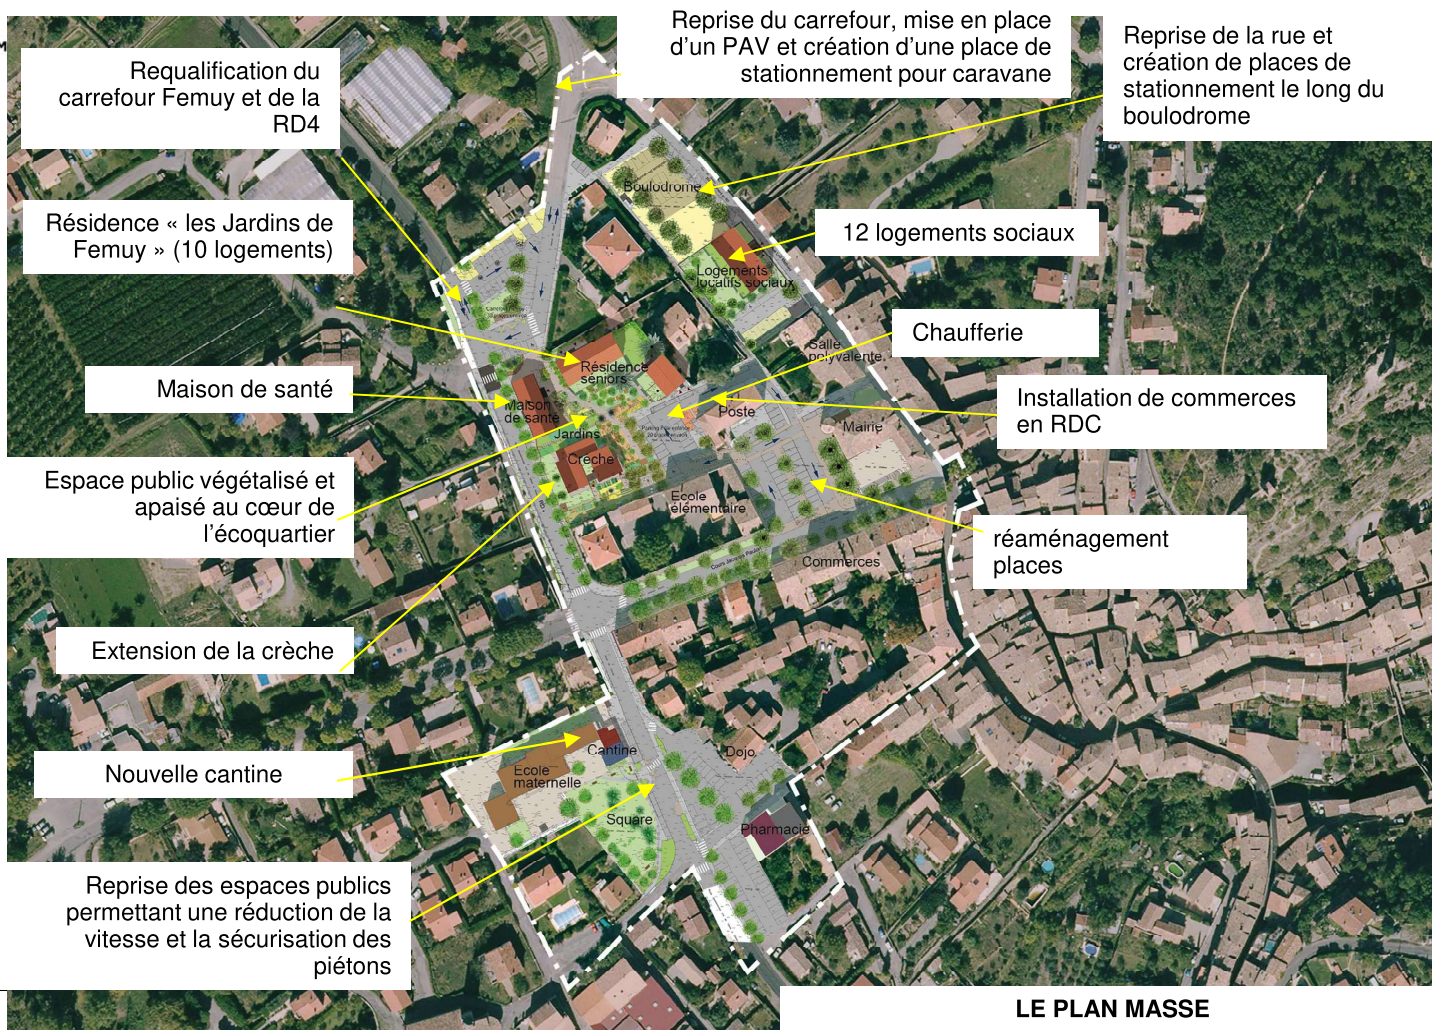 Reprise du carrefour, mise en place
d'un PAV et création d'une place de
stationnement pour caravane
Reprise de la rue et
création de places de
stationnement le long du
boulodrome
Requalification du
carrefour Femuy et de la
RD4
Résidence « les Jardins de
Femuy » (10 logements)
Boulodrome
12 logements sociaux
Logements
locatifs sociaux
Chaufferie
Salle
polyvalente
Résidence
séniors
Maison de santé
Maison
de santé
Installation de commerces
en RDC
Poste
Mairie
Jardins
Crèche
Espace public végétalisé et
apaisé au cœur de
l'écoquartier
Ecole
élémentaire
réaménagement
places
Commerces
Extension de la crèche
Nouvelle cantine
Cantine
Ecole
maternelle
Dojo
Square
Pharmacie
Reprise des espaces publics
permettant une réduction de la
vitesse et la sécurisation des
piétons
LE PLAN MASSE